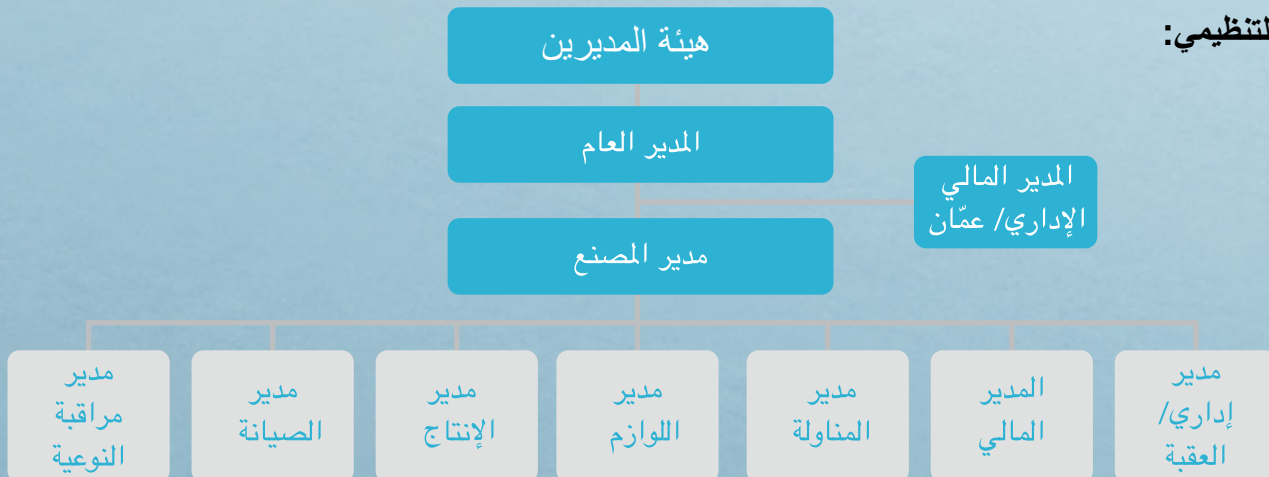 لتنظيمي:
هيئة المديرين
المدير العام
المدير المالي
الإداري/ عمّان
مدير المصنع
مدير
إداري/
العقبة
المدير
المالي
مدير
المناولة
مدير
اللوازم
مدير
الإنتاج
مدير
الصيانة
مدير
مراقبة
النوعية